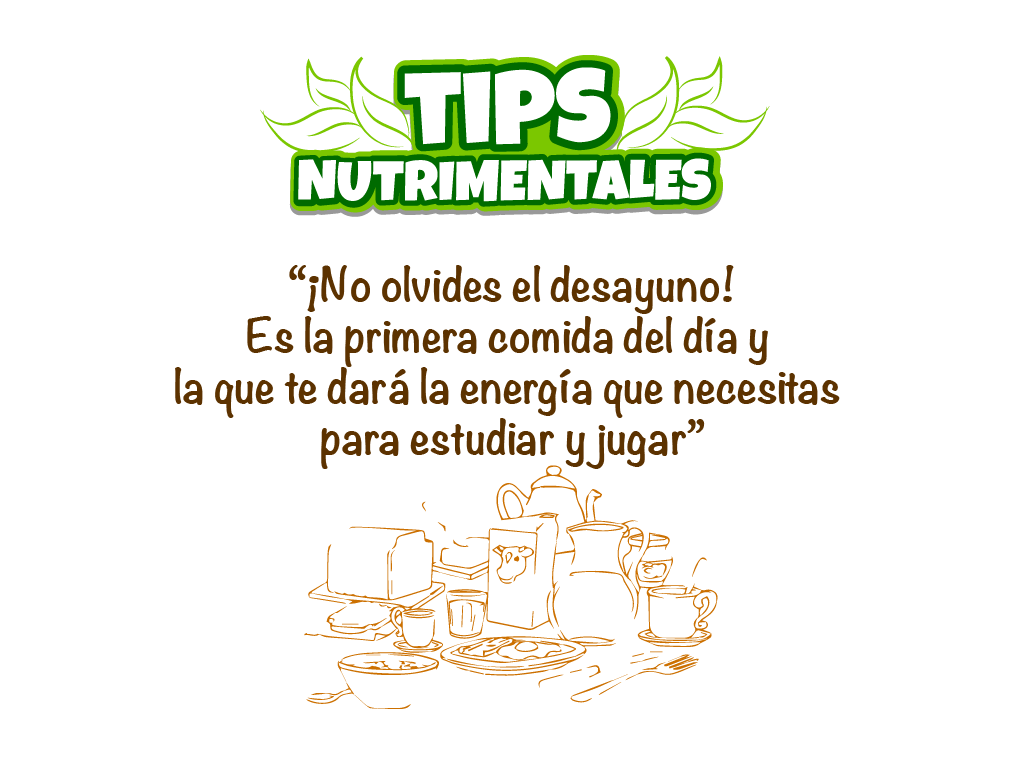 TIPS
NUTRIMENTALES
“¡No olvides el desayuno!
Es la primera comida del día y
la que te dará la energía que necesitas
para estudiar y jugar”